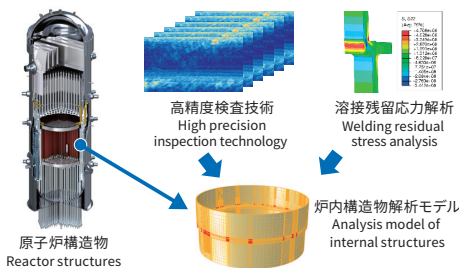 S, S22
高精度検査技術
High precision
inspection technology
溶接残留応力解析
Welding residual
stress analysis
炉内構造物解析モデル
Analysis model of
internal structures
原子炉構造物
Reactor structures